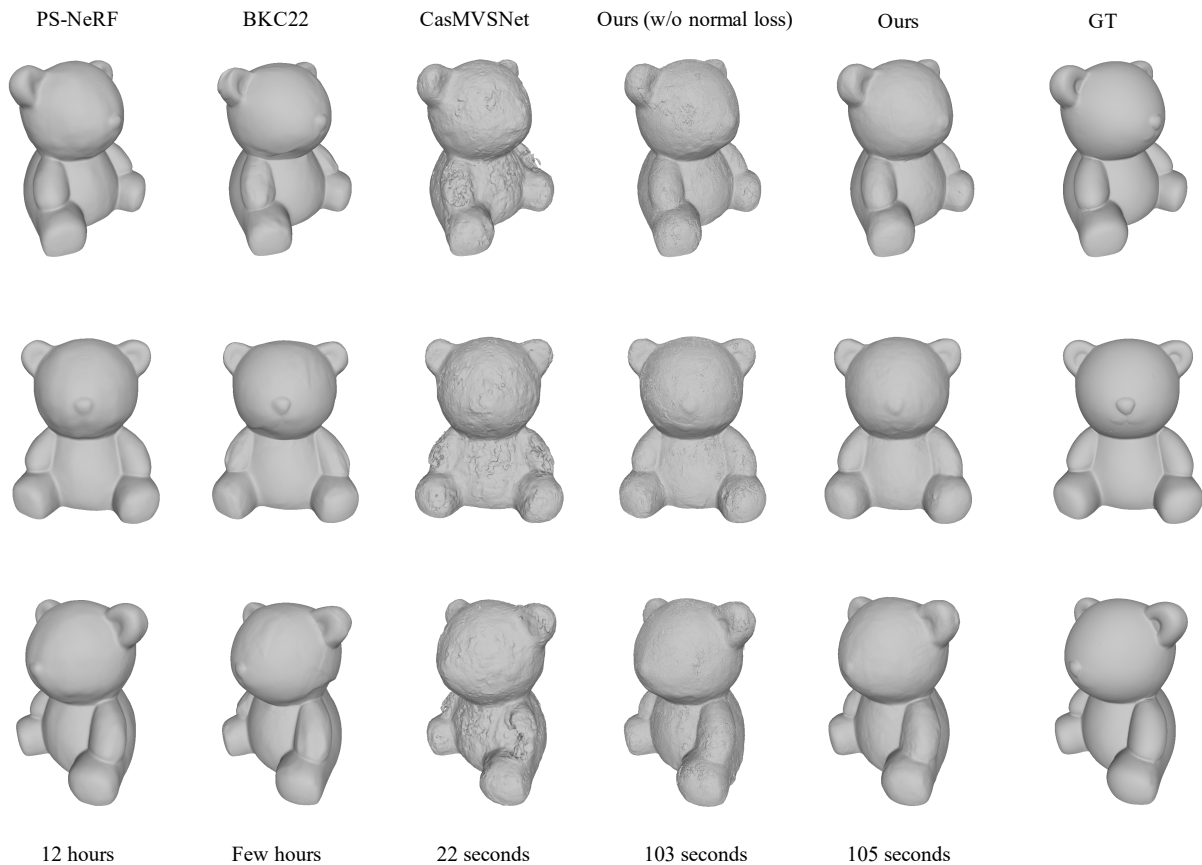 PS-NeRF BKC22 CasMVSNet Ours (w/o normal loss) Ours GT
12 hours Few hours 22 seconds 103 seconds 105 seconds